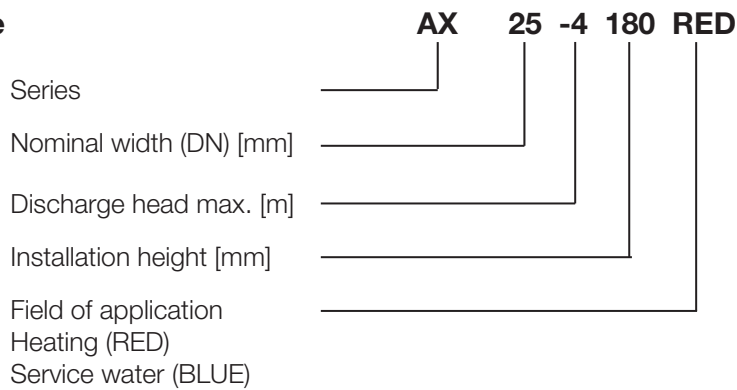 AX 25 -4 180 RED
Series
Nominal width (DN) [mm]
Discharge head max. [m]
Installation height [mm]
Field of application
Heating (RED)
Service water (BLUE)